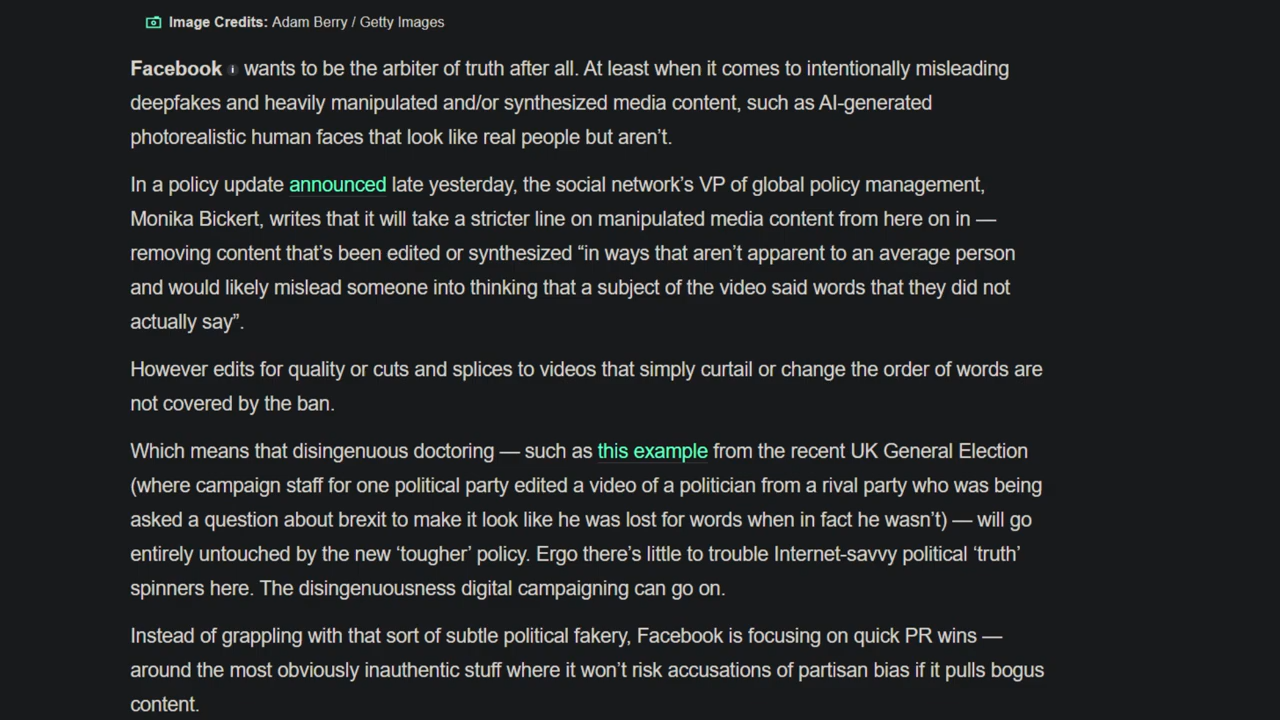 Image Credits: Adam Berry / Getty Images
Facebook i wants to be the arbiter of truth after all. At least when it comes to intentionally misleading
deepfakes and heavily manipulated and/or synthesized media content, such as AI-generated
photorealistic human faces that look like real people but aren’t.
In a policy update announced late yesterday, the social network’s VP of global policy management,
Monika Bickert, writes that it will take a stricter line on manipulated media content from here on in —
removing content that’s been edited or synthesized “in ways that aren’t apparent to an average person
and would likely mislead someone into thinking that a subject of the video said words that they did not
actually say”.
However edits for quality or cuts and splices to videos that simply curtail or change the order of words are
not covered by the ban.
Which means that disingenuous doctoring — such as this example from the recent UK General Election
(where campaign staff for one political party edited a video of a politician from a rival party who was being
asked a question about brexit to make it look like he was lost for words when in fact he wasn’t) — will go
entirely untouched by the new ‘tougher’ policy. Ergo there’s little to trouble Internet-savvy political ‘truth’
spinners here. The disingenuousness digital campaigning can go on.
Instead of grappling with that sort of subtle political fakery, Facebook is focusing on quick PR wins —
around the most obviously inauthentic stuff where it won’t risk accusations of partisan bias if it pulls bogus
content.